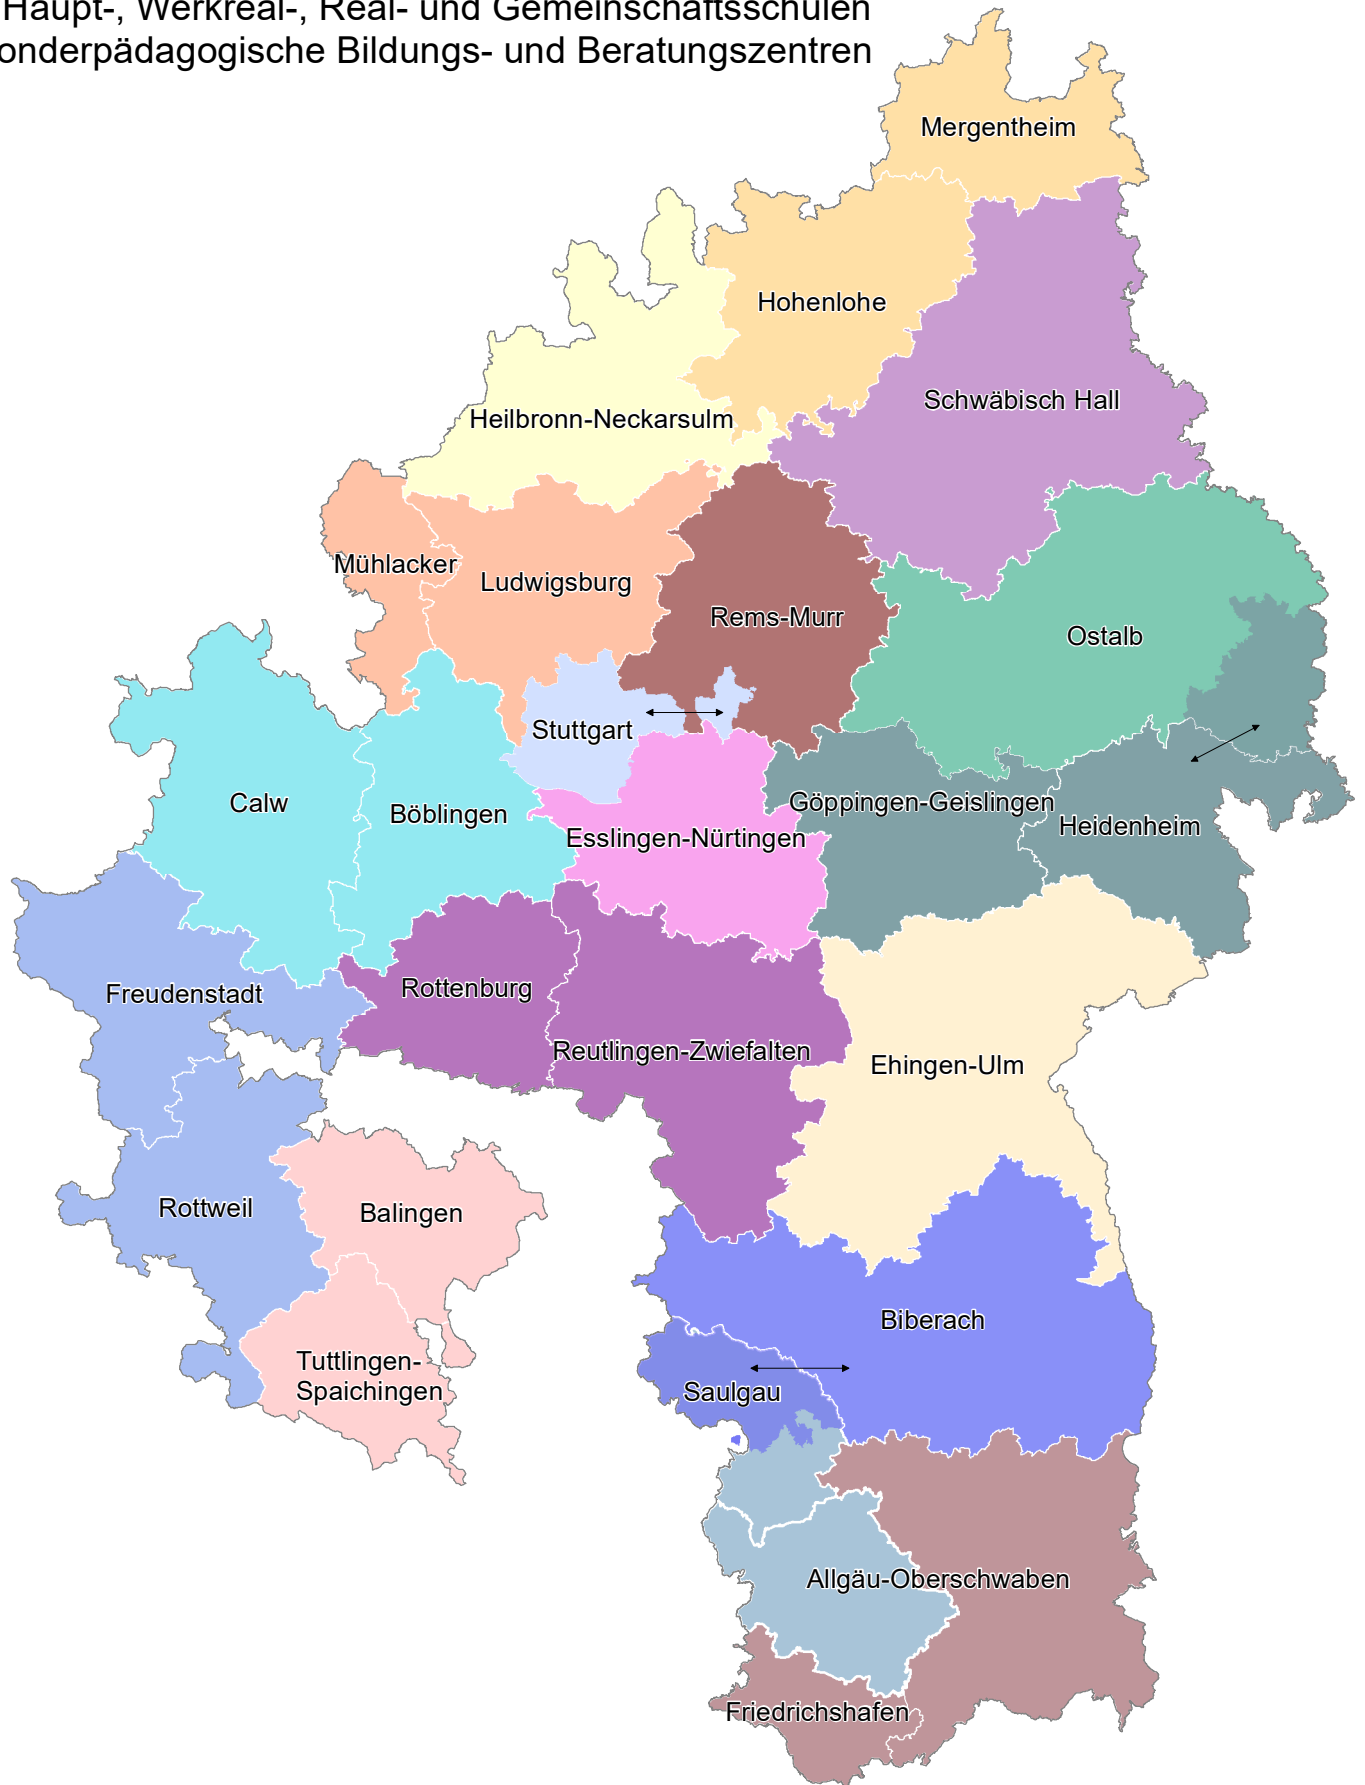 Haupt-, Werkreal-, Real- und Gemeinschaftsschulen
onderpädagogische Bildungs- und Beratungszentren
Mergentheim
Hohenlohe
Schwäbisch Hall
Heilbronn-Neckarsulm
Mühlacker
Ludwigsburg
Rems-Murr
Ostalb
Stuttgart
Calw
Böblingen
Göppingen-Geislingen
Heidenheim
Esslingen-Nürtingen
Freudenstadt
Rottenburg
Reutlingen-Zwiefalten
Ehingen-Ulm
Rottweil
Balingen
Biberach
Tuttlingen-
Spaichingen
Saulgau
Allgäu-Oberschwaben
Friedrichshafen